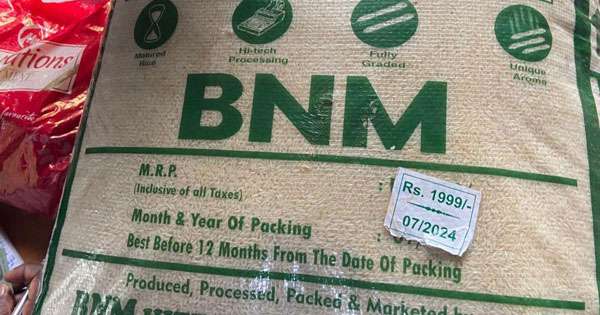 Matured
Rice
Hi-tech
Processing
Fully
Graded
Unique
Aroma
BNM
M.R.P. :
(Inclusive of all Taxes)
Rs. 1999/-
07/2024
Month & Year Of Packing :
Best Before 12 Months From The Date Of Packing
Produced, Processed, Packed & Marketed
BNM